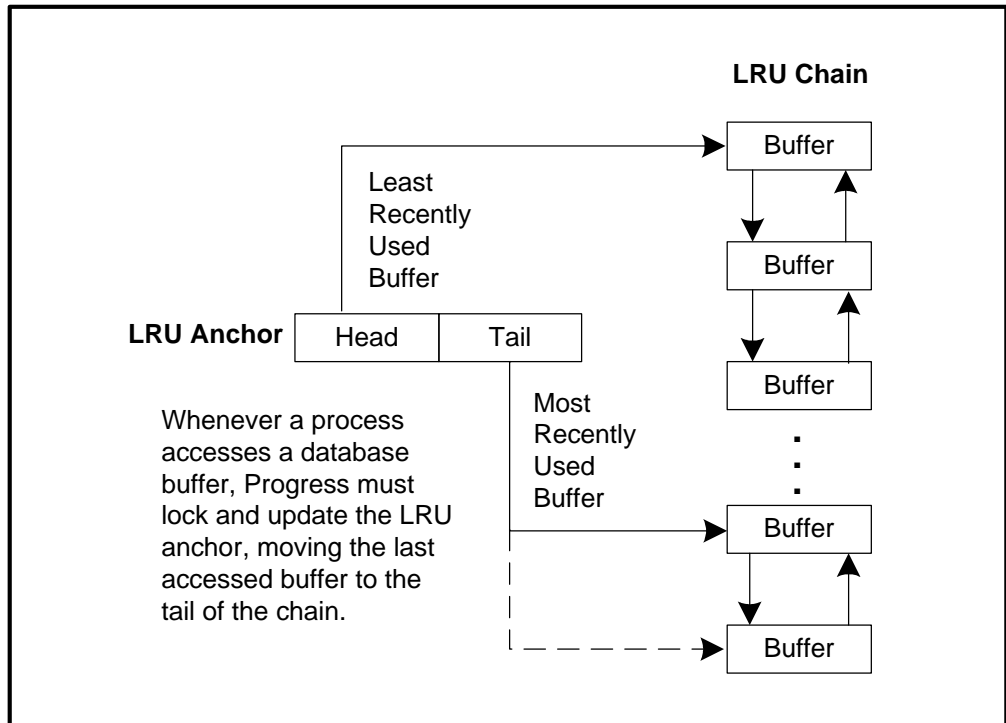 LRU Chain
Buffer
Least
Recently
Used
Buffer
Buffer
LRU Anchor
Head
Tail
Buffer
Most
Recently
Used
Buffer
Whenever a process
accesses a database
buffer, Progress must
lock and update the LRU
anchor, moving the last
accessed buffer to the
tail of the chain.
Buffer
Buffer